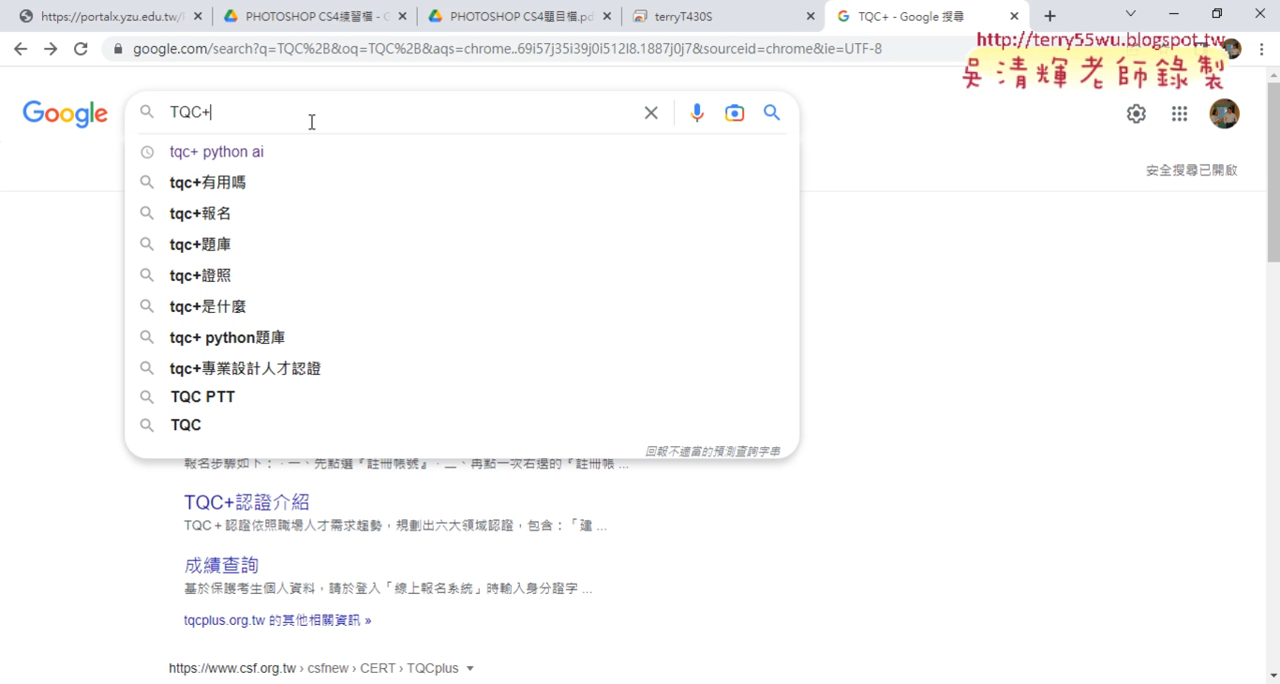 https://portalx.yzu.edu.tw/
PHOTOSHOP CS4練習檔 -
PHOTOSHOP CS4題目檔.pd
terryT430S
TQC+ - Google 搜尋
google.com/search?q=TQC%2B&oq=TQC%2B&aqs=chrome..69i57j35i39j0i512l8.1887j0j7&sourceid=chrome&ie=UTF-8
http://terry55wu.blogspot.tw
吳清輝老師錄製
Google
TQC+
安全搜尋已開啟
tqc+ python ai
tqc+有用嗎
tqc+報名
tqc+題庫
tqc+證照
tqc+是什麼
tqc+ python題庫
tqc+專業設計人才認證
TQC PTT
TQC
回報不適當的預測查詢字串
報名步驟如下：．一、先點選『註冊帳號』．二、再點一次右邊的『註冊帳 ...
TQC+認證介紹
TQC＋認證依照職場人才需求趨勢，規劃出六大領域認證，包含：「建 ...
成績查詢
基於保護考生個人資料，請於登入「線上報名系統」時輸入身分證字 ...
tqcplus.org.tw 的其他相關資訊 »
https://www.csf.org.tw › csfnew › CERT › TQCplus